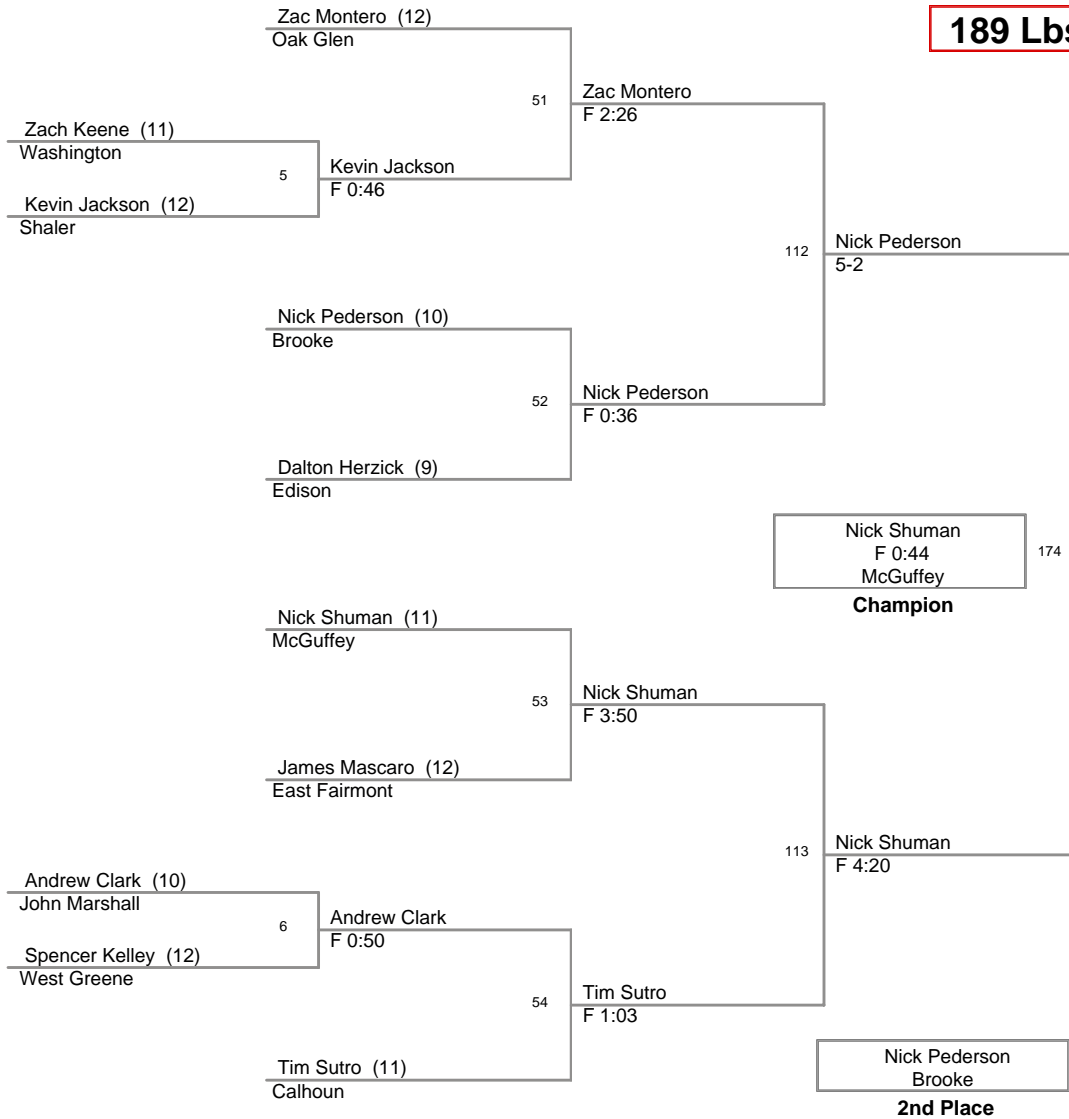 Zac Montero (12)
Oak Glen
189 Lbs
51
Zac Montero
F 2:26
Zach Keene (11)
Washington
5
Kevin Jackson
F 0:46
Kevin Jackson (12)
Shaler
112
Nick Pederson
5-2
Nick Pederson (10)
Brooke
52
Nick Pederson
F 0:36
Dalton Herzick (9)
Edison
Nick Shuman
F 0:44
McGuffey
174
Champion
Nick Shuman (11)
McGuffey
53
Nick Shuman
F 3:50
James Mascaro (12)
East Fairmont
113
Nick Shuman
F 4:20
Andrew Clark (10)
John Marshall
6
Andrew Clark
F 0:50
Spencer Kelley (12)
West Greene
54
Tim Sutro
F 1:03
Tim Sutro (11)
Calhoun
Nick Pederson
Brooke
2nd Place